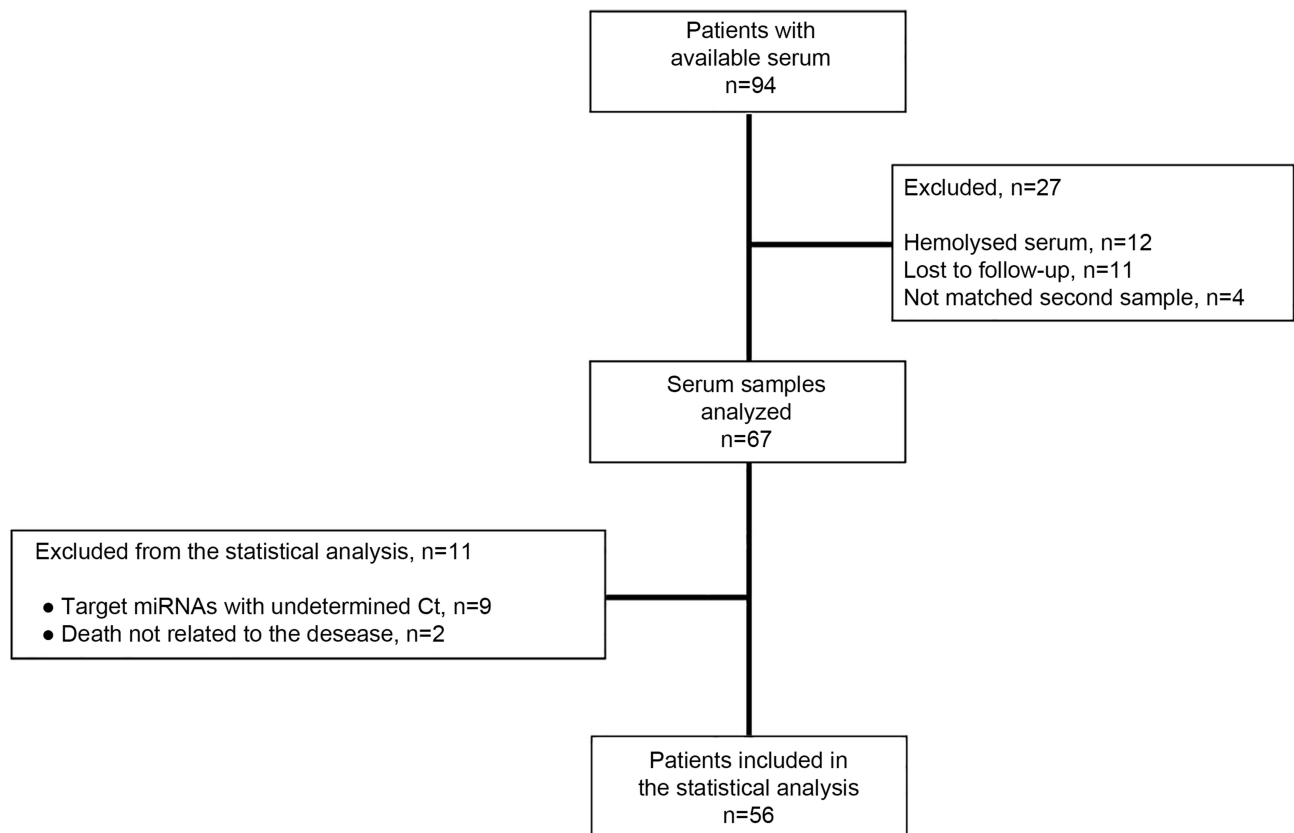 Patients with
available serum
n=94
Excluded, n=27
Hemolysed serum, n=12
Lost to follow-up, n=11
Not matched second sample, n=4
Serum samples
analyzed
n=67
Excluded from the statistical analysis, n=11
● Target miRNAs with undetermined Ct, n=9
● Death not related to the desease, n=2
Patients included in
the statistical analysis
n=56